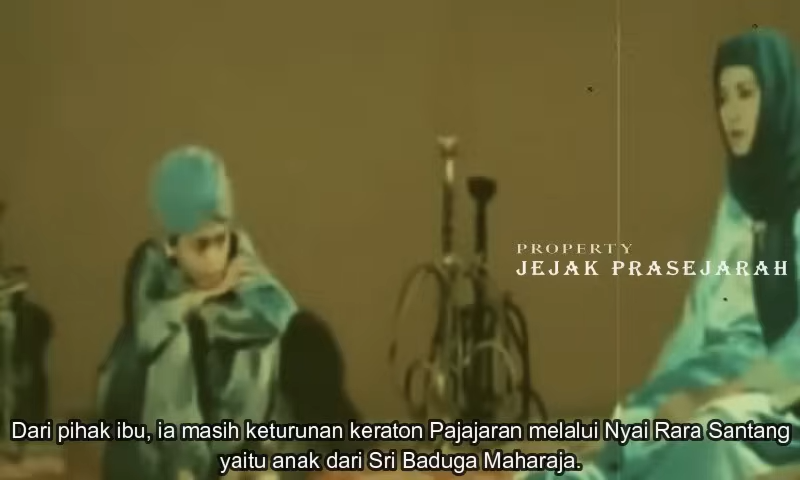 PROPERTY
JEJAK PRASEJARAH
Dari pihak ibu, ia masih keturunan keraton Pajajaran melalui Nyai Rara Santang
yaitu anak dari Sri Baduga Maharaja.